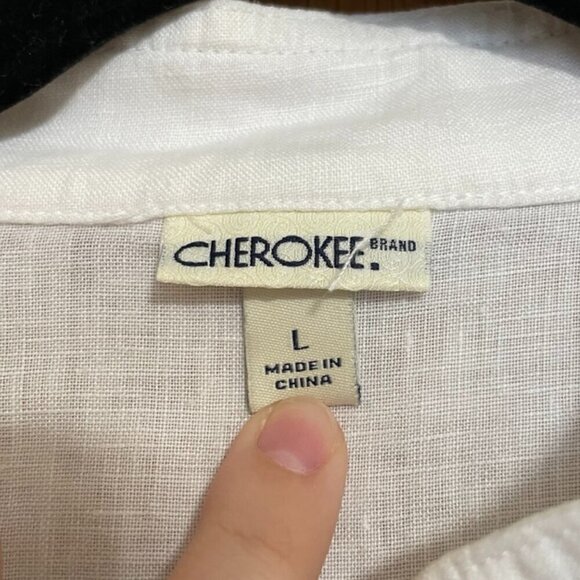 CHEROKEE. BRAND
L
MADE IN
CHINA